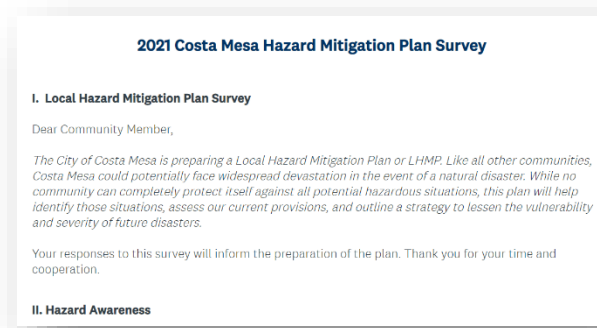 2021 Costa Mesa Hazard Mitigation Plan Survey
I. Local Hazard Mitigation Plan Survey
Dear Community Member,
The City of Costa Mesa is preparing a Local Hazard Mitigation Plan or LHMP. Like all other communities,
Costa Mesa could potentially face widespread devastation in the event of a natural disaster. While no
community can completely protect itself against all potential hazardous situations, this plan will help
identify those situations, assess our current provisions, and outline a strategy to lessen the vulnerability
and severity of future disasters.
Your responses to this survey will inform the preparation of the plan. Thank you for your time and
cooperation.
II. Hazard Awareness